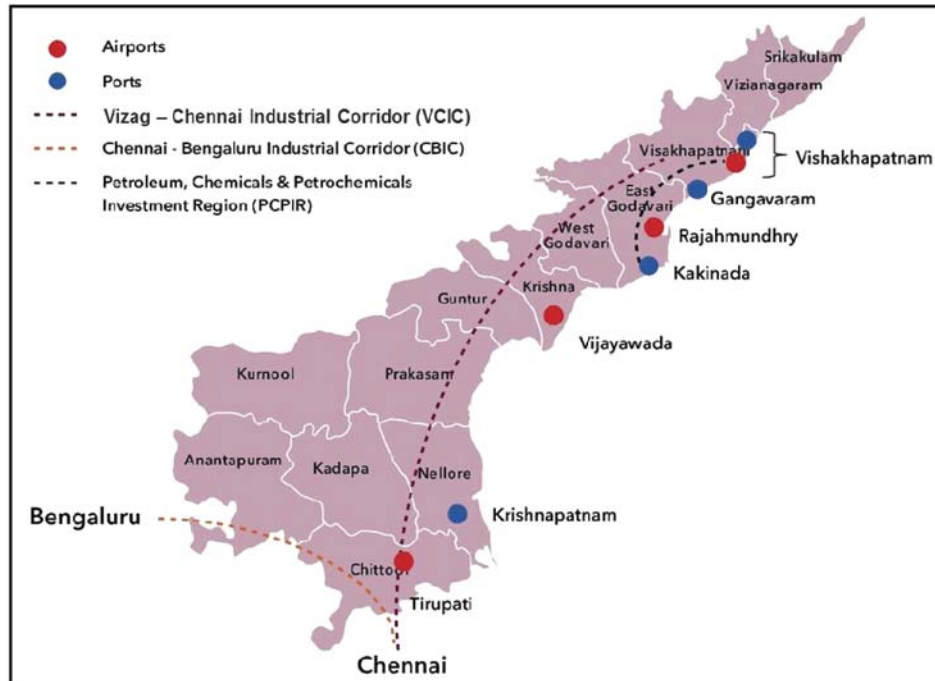 Airports
Ports
Vizag – Chennai Industrial Corridor (VCIC)
Chennai - Bengaluru Industrial Corridor (CBIC)
Petroleum, Chemicals & Petrochemicals
Investment Region (PCPIR)
Srikakulam
Vizianagaram
Visakhapatnam
Vishakhapatnam
East
Godavari
Gangavaram
West
Godavari
Rajahmundry
Kakinada
Krishna
Guntur
Vijayawada
Kurnool
Prakasam
Anantapuram
Kadapa
Nellore
Bengaluru
Krishnapatnam
Chittoor
Tirupati
Chennai